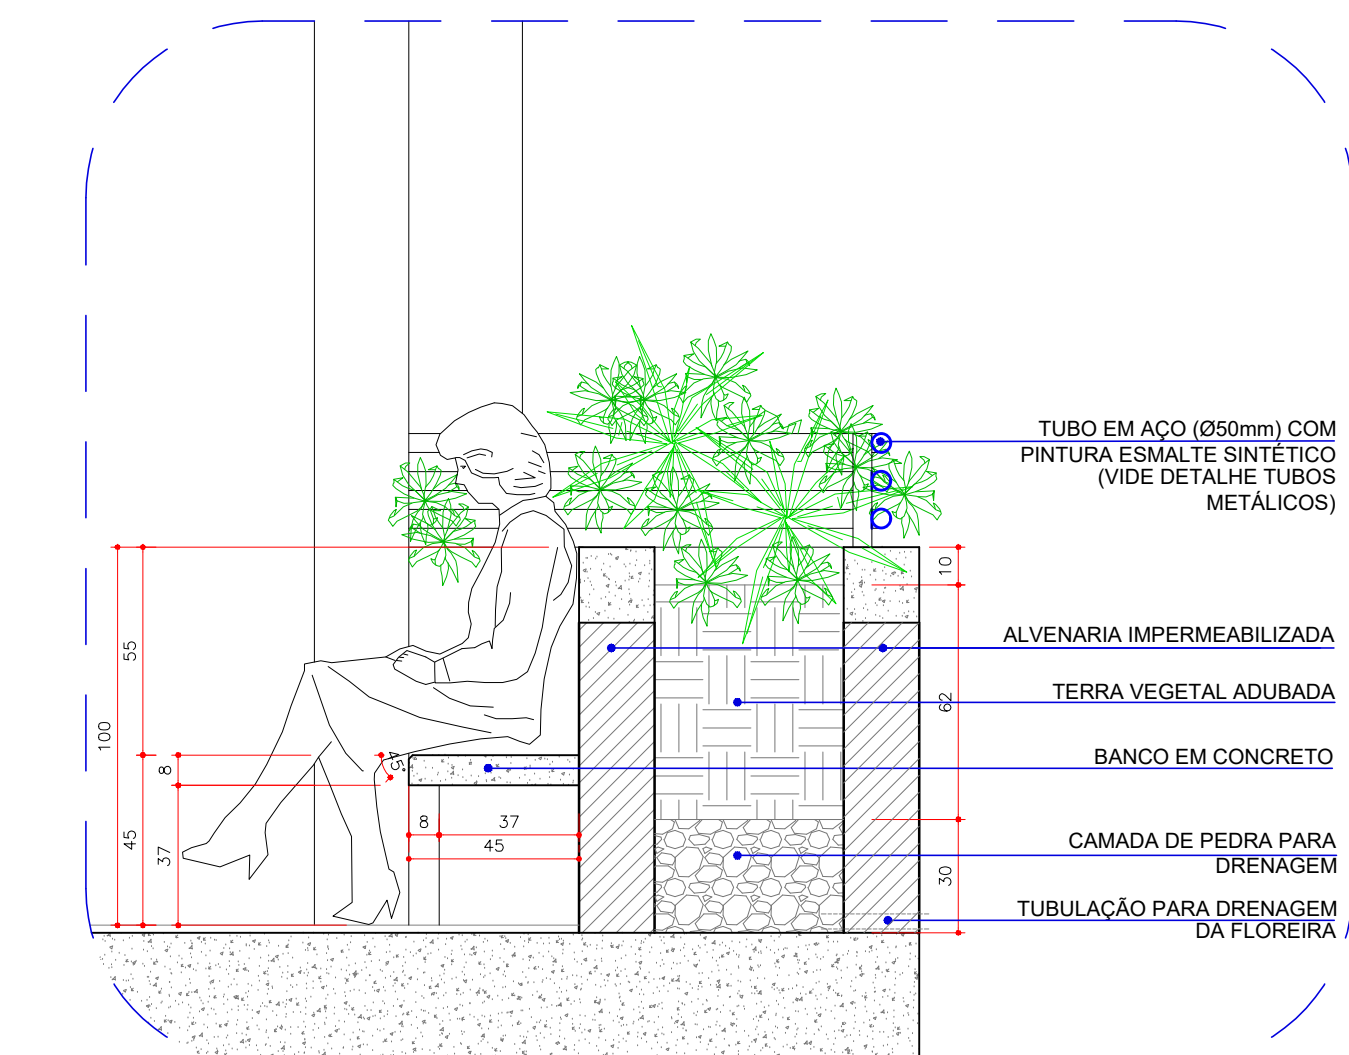 TUBO EM AÇO (Ø50mm) COM
PINTURA ESMALTE SINTÉTICO
(VIDE DETALHE TUBOS
METÁLICOS)
10
ALVENARIA IMPERMEABILIZADA
55
TERRA VEGETAL ADUBADA
62
100
BANCO EM CONCRETO
45°
8
8
37
45
45
37
CAMADA DE PEDRA PARA
DRENAGEM
30
TUBULAÇÃO PARA DRENAGEM
DA FLOREIRA